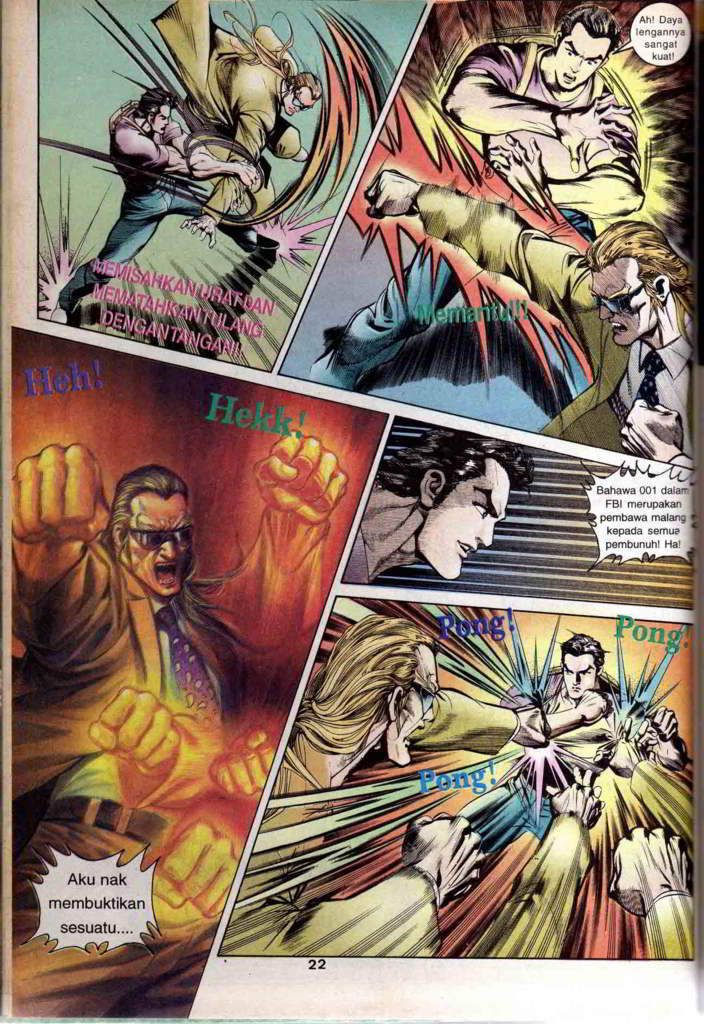 Ah! Daya
lengannya
sangat
kuat!
MEMISAHKAN URAT DAN
MEMATAHKAN TULANG
DENGAN TANGAN!!
Memantul!!
Heh!
Hekk!
Bahawa 001 dalam
FBI merupakan
pembawa malang
kepada semua
pembunuh! Ha!
Aku nak
membuktikan
sesuatu....
Pong!
Pong!
Pong!
22